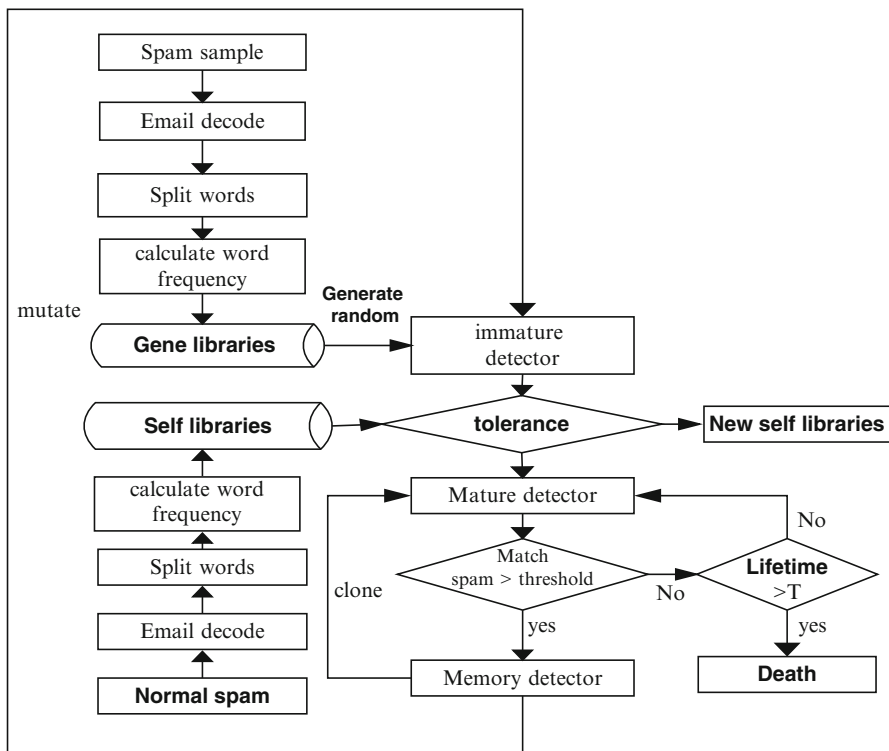 Spam sample
Email decode
Split words
calculate word
frequency
mutate
Generate
random
Gene libraries
immature
detector
Self libraries
tolerance
New self libraries
calculate word
frequency
Mature detector
No
Split words
Match
spam > threshold
Lifetime
>T
clone
No
Email decode
yes
yes
Normal spam
Memory detector
Death